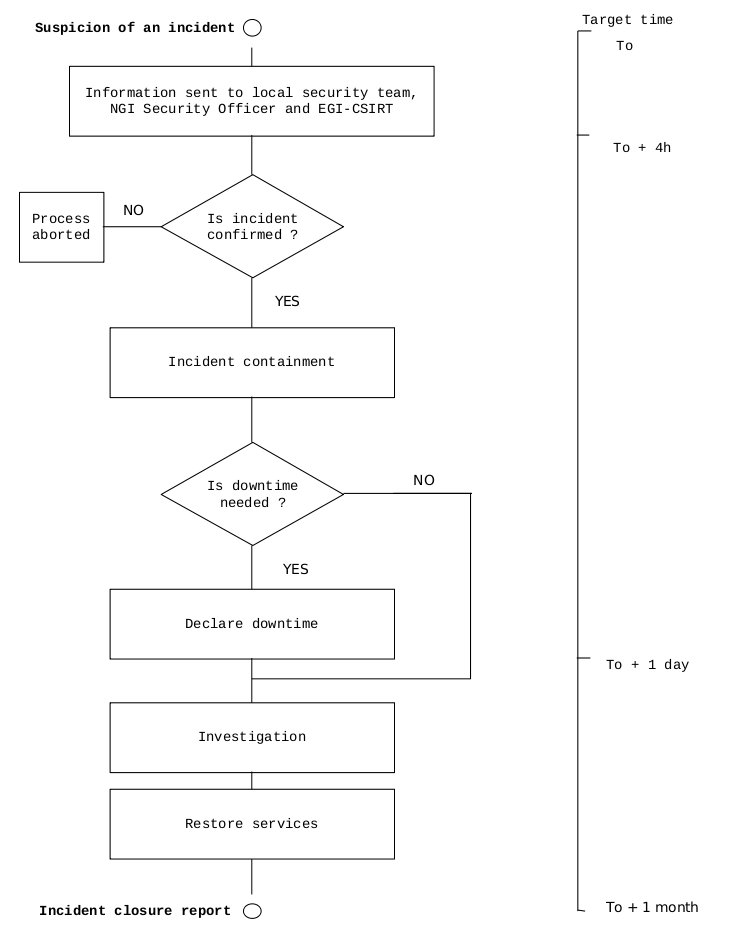 Suspicion of an incident
Target time
To
Information sent to local security team,
NGI Security Officer and EGI-CSIRT
To + 4h
NO
Process
aborted
Is incident
confirmed ?
YES
Incident containment
Is downtime
needed ?
NO
YES
Declare downtime
To + 1 day
Investigation
Restore services
Incident closure report
To + 1 month